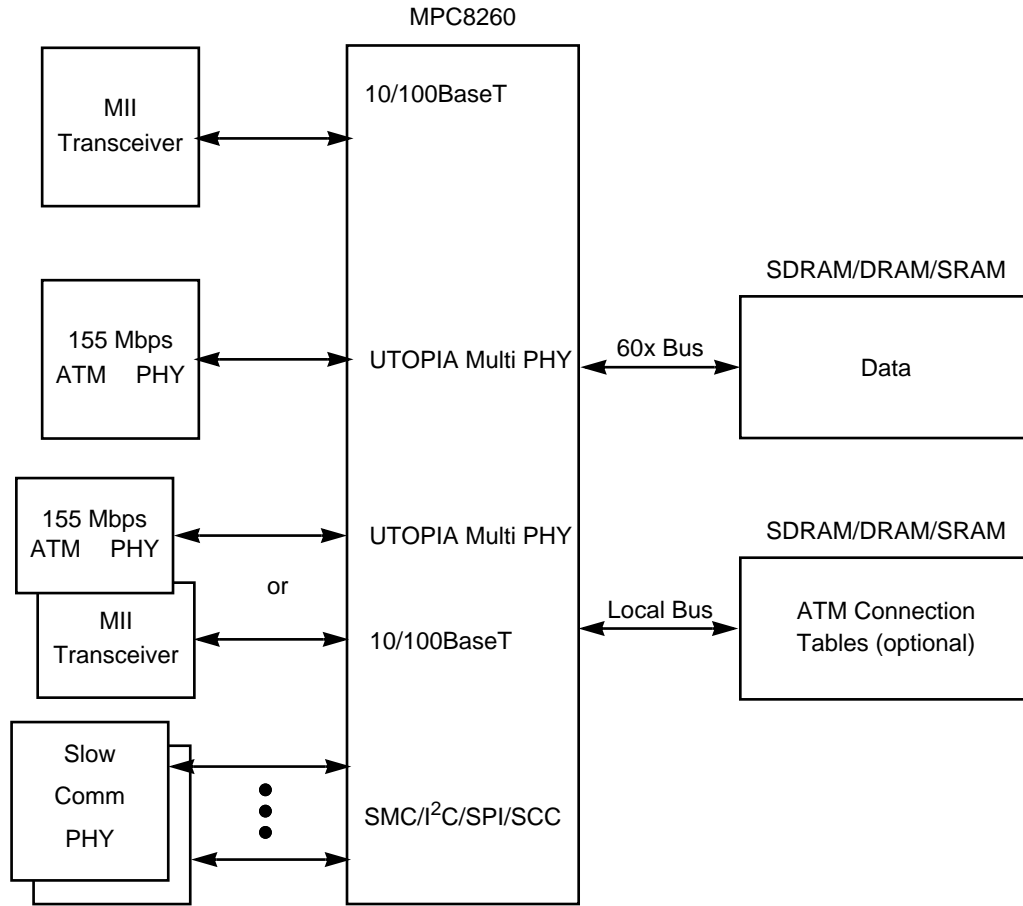 MPC8260
MII
Transceiver
10/100BaseT
155 Mbps
ATM PHY
UTOPIA Multi PHY
60x Bus
SDRAM/DRAM/SRAM
Data
155 Mbps
ATM PHY
UTOPIA Multi PHY
or
MII
Transceiver
10/100BaseT
Local Bus
SDRAM/DRAM/SRAM
ATM Connection
Tables (optional)
Slow
Comm
PHY
SMC/I²C/SPI/SCC